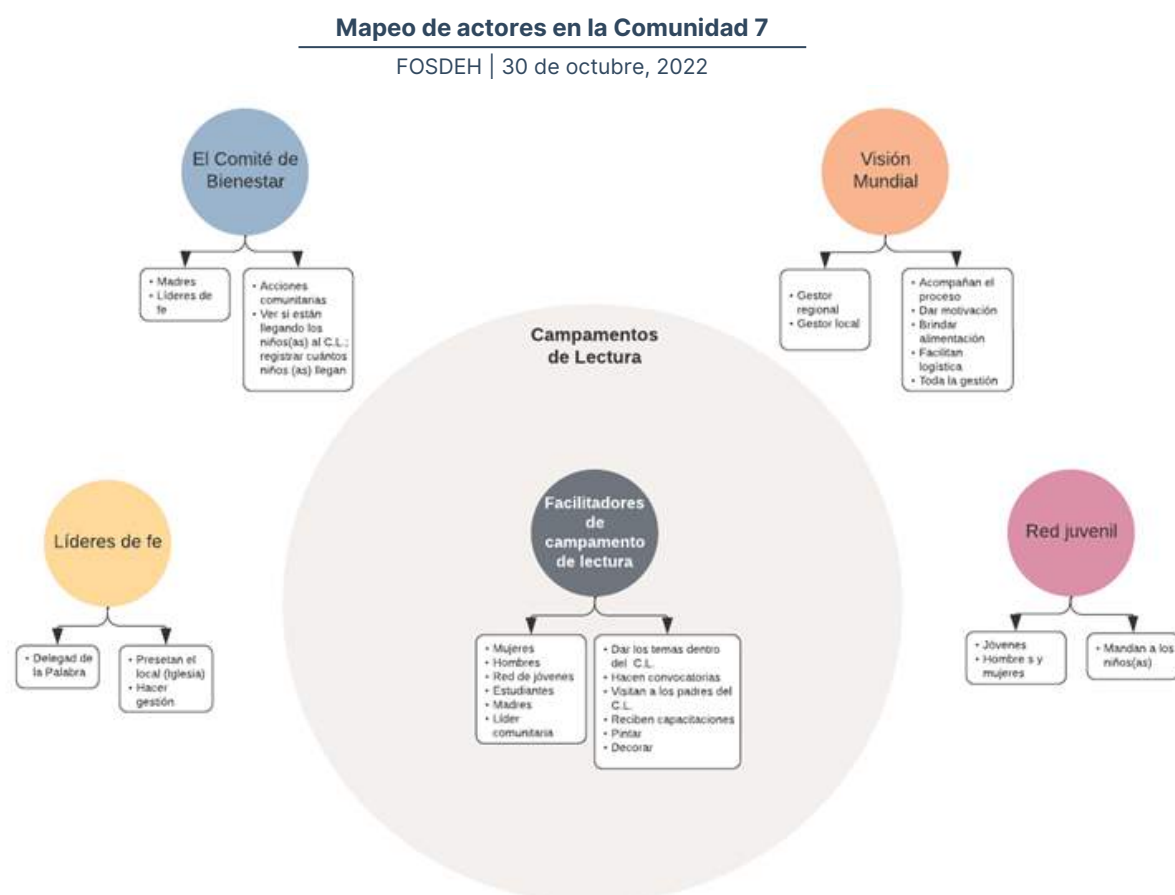 Mapeo de actores en la Comunidad 7
FOSDEH | 30 de octubre, 2022
El Comité de
Bienestar
• Madres
• Líderes de
fe
• Acciones
comunitarias
• Ver si están
llegando los
niños(as) al C.L.;
registrar cuántos
niños (as) llegan
Visión
Mundial
• Gestor
regional
• Gestor local
• Acompañan el
proceso
• Dar motivación
• Brindar
alimentación
• Facilitan
logística
• Toda la gestión
Campamentos
de Lectura
Líderes de fe
• Delegad de
la Palabra
• Presetan el
local (Iglesia)
• Hacer
gestión
Facilitadores
de
campamento
de lectura
• Mujeres
• Hombres
• Red de jóvenes
• Estudiantes
• Madres
• Líder
comunitaria
• Dar los temas dentro
del C.L.
• Hacen convocatorias
• Visitan a los padres del
C.L.
• Reciben capacitaciones
• Pintar
• Decorar
Red juvenil
• Jóvenes
• Hombre s y
mujeres
• Mandan a los
niños(as)